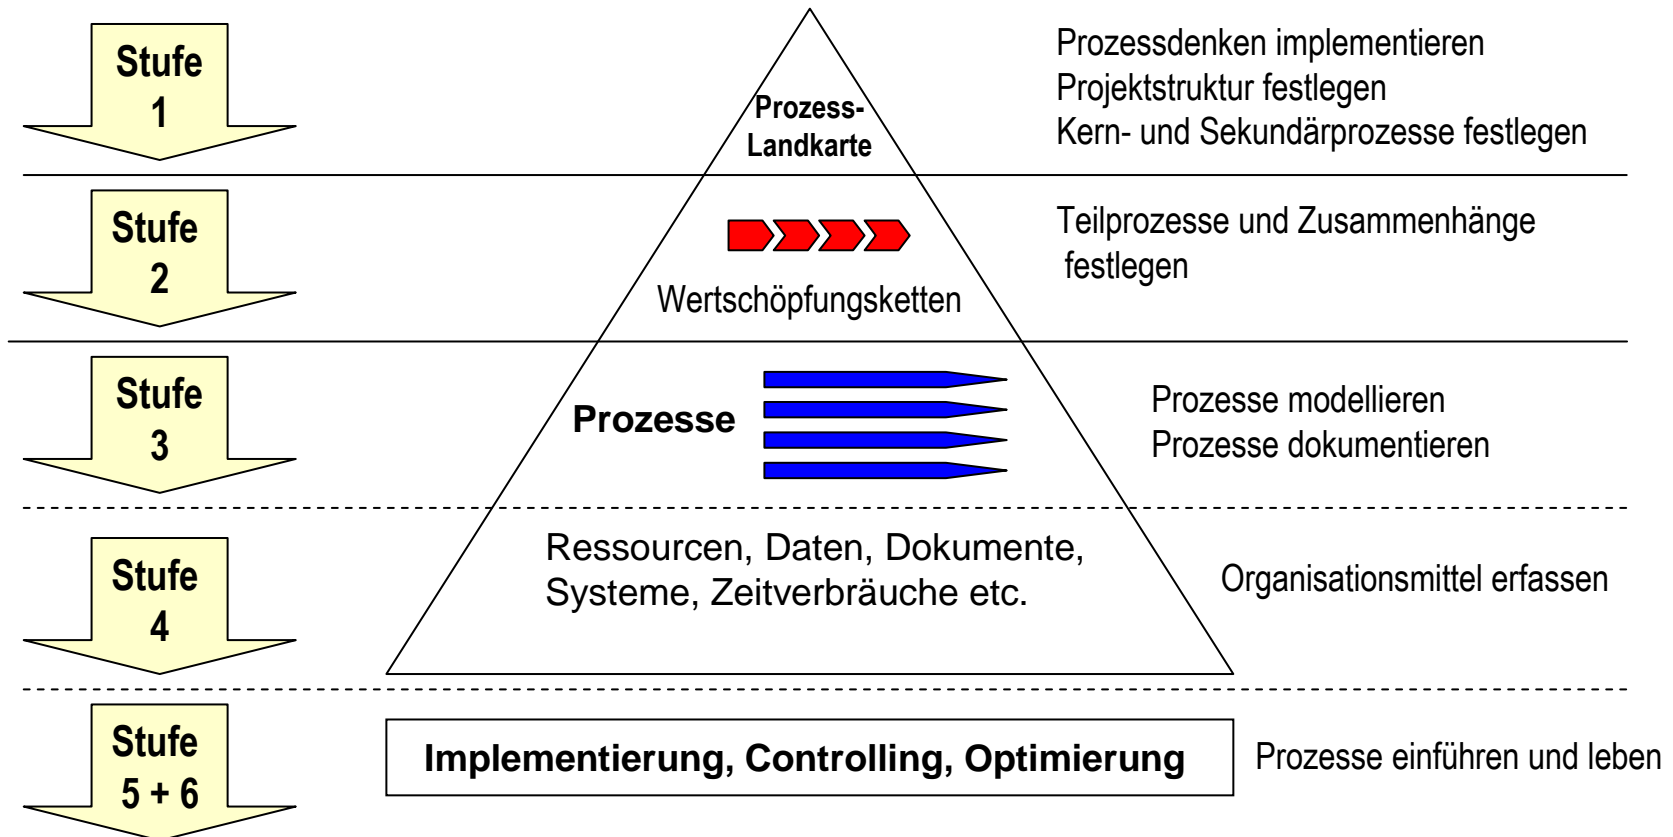 Stufe
1
Prozess-
Landkarte
Prozessdenken implementieren
Projektstruktur festlegen
Kern- und Sekundärprozesse festlegen
Stufe
2
Wertschöpfungsketten
Teilprozesse und Zusammenhänge
festlegen
Stufe
3
Prozesse
Prozesse modellieren
Prozesse dokumentieren
Stufe
4
Ressourcen, Daten, Dokumente,
Systeme, Zeitverbräuche etc.
Organisationsmittel erfassen
Stufe
5 + 6
Implementierung, Controlling, Optimierung
Prozesse einführen und leben